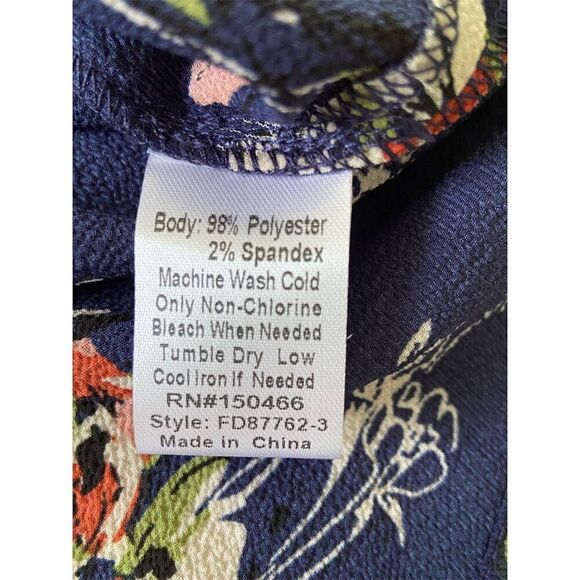 Body: 98% Polyester
2% Spandex
Machine Wash Cold
Only Non-Chlorine
Bleach When Needed
Tumble Dry Low
Cool Iron If Needed
RN#150466
Style: FD87762-3
Made in China